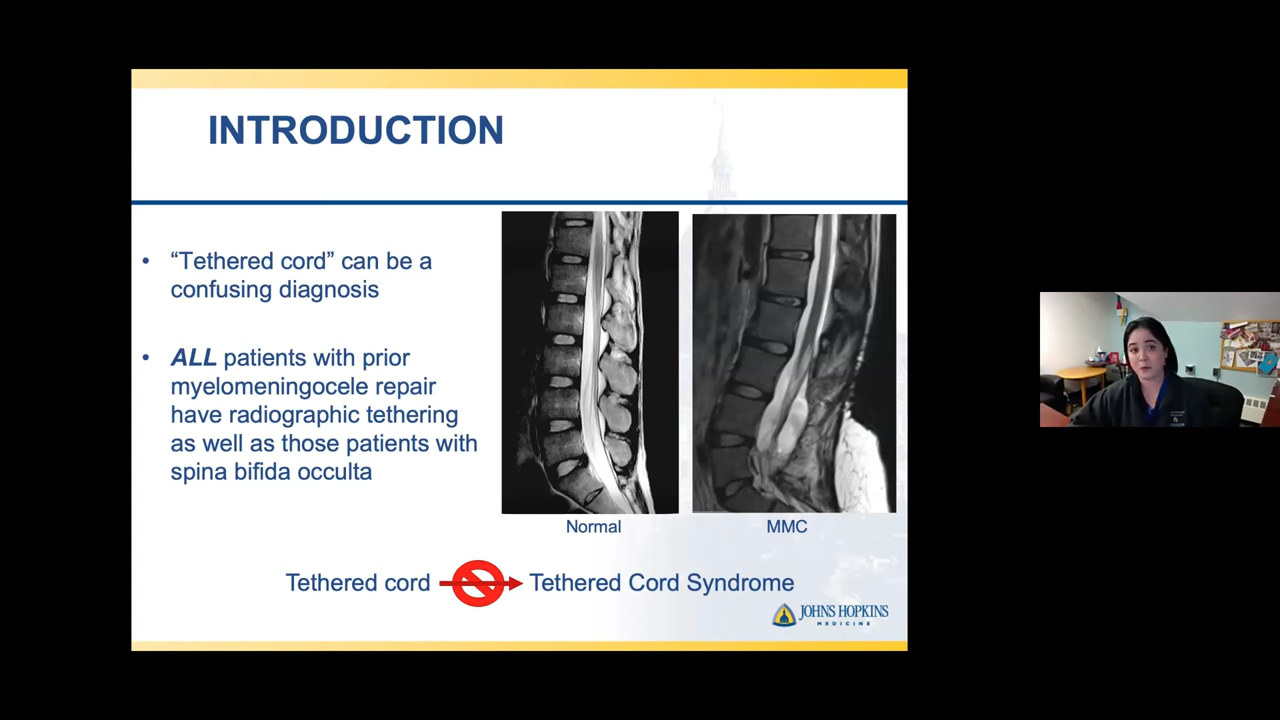 INTRODUCTION
• “Tethered cord” can be a
confusing diagnosis
• ALL patients with prior
myelomeningocele repair
have radiographic tethering
as well as those patients with
spina bifida occulta
Normal
MMC
Tethered cord
Tethered Cord Syndrome
JOHNS HOPKINS
MEDICINE